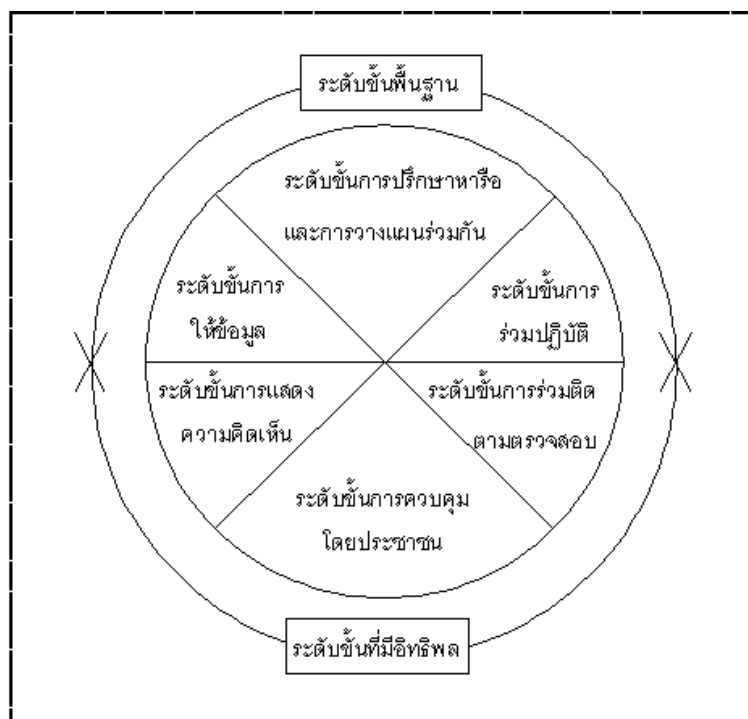 ระดับขั้นพื้นฐาน
ระดับขั้นการปรึกษาหารือ
และการวางแผนร่วมกัน
ระดับขั้นการ
ให้ข้อมูล
ระดับขั้นการ
ร่วมปฏิบัติ
ระดับขั้นการแสดง
ความคิดเห็น
ระดับขั้นการร่วมติด
ตามตรวจสอบ
ระดับขั้นการควบคุม
โดยประชาชน
ระดับขั้นที่มีอิทธิพล